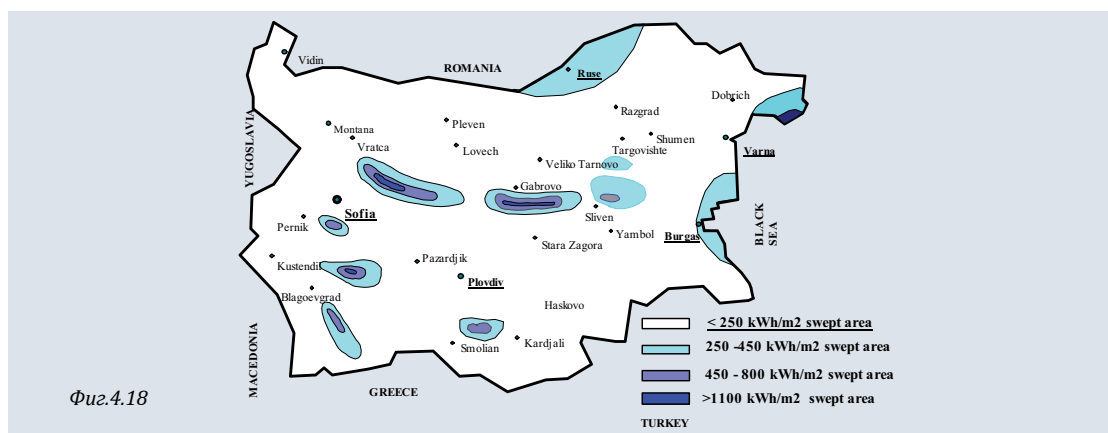 Vidin
ROMANIA
Ruse
Dobrich
Razgrad
YUGOSLAVIA
Montana
Pleven
Shumen
Vratca
Lovech
Targovishte
Varna
Veliko Tarnovo
Gabrovo
Sofia
Sliven
BLACK
SEA
Pernik
Yambol
Burgas
Stara Zagora
Kustendil
Pazardjik
Plovdiv
Blagoevgrad
Haskovo
< 250 kWh/m2 swept area
MACEDONIA
Smolian
Kardjali
250 -450 kWh/m2 swept area
450 - 800 kWh/m2 swept area
GREECE
>1100 kWh/m2 swept area
Фиг.4.18
TURKEY